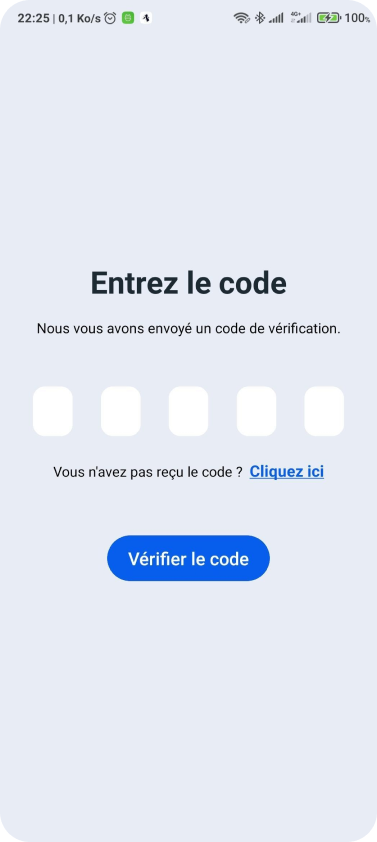 22:25 | 0,1 Ko/s 4G+ 100%
Entrez le code
Nous vous avons envoyé un code de vérification.
Vous n'avez pas reçu le code ? Cliquez ici
Vérifier le code